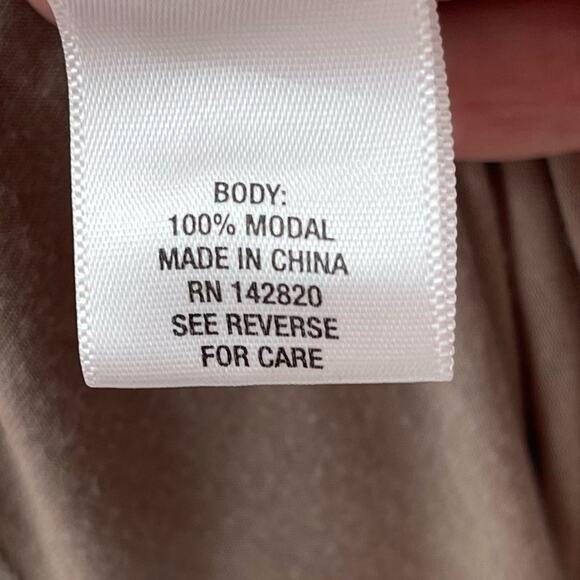 BODY:
100% MODAL
MADE IN CHINA
RN 142820
SEE REVERSE
FOR CARE